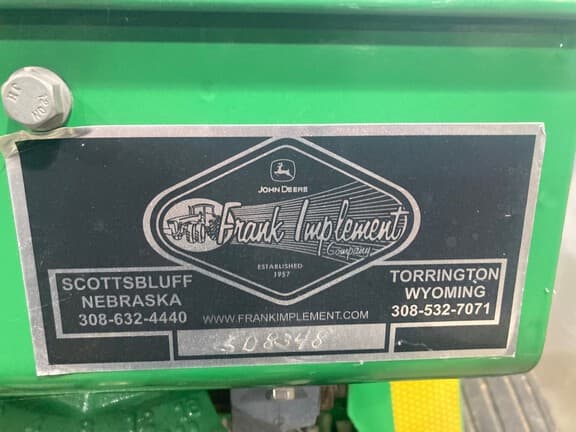 JOHN DEERE
Frank Implement
Company
ESTABLISHED
1957
SCOTTSBLUFF
NEBRASKA
308-632-4440
WWW.FRANKIMPLEMENT.COM
TORRINGTON
WYOMING
308-532-7071